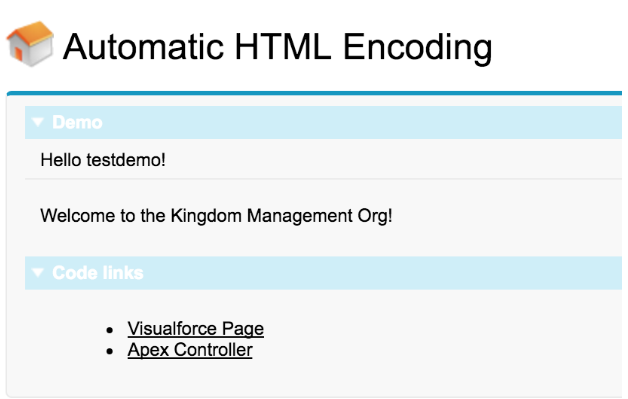 Automatic HTML Encoding
Demo
Hello testdemo!
Welcome to the Kingdom Management Org!
Code links
Visualforce Page
Apex Controller